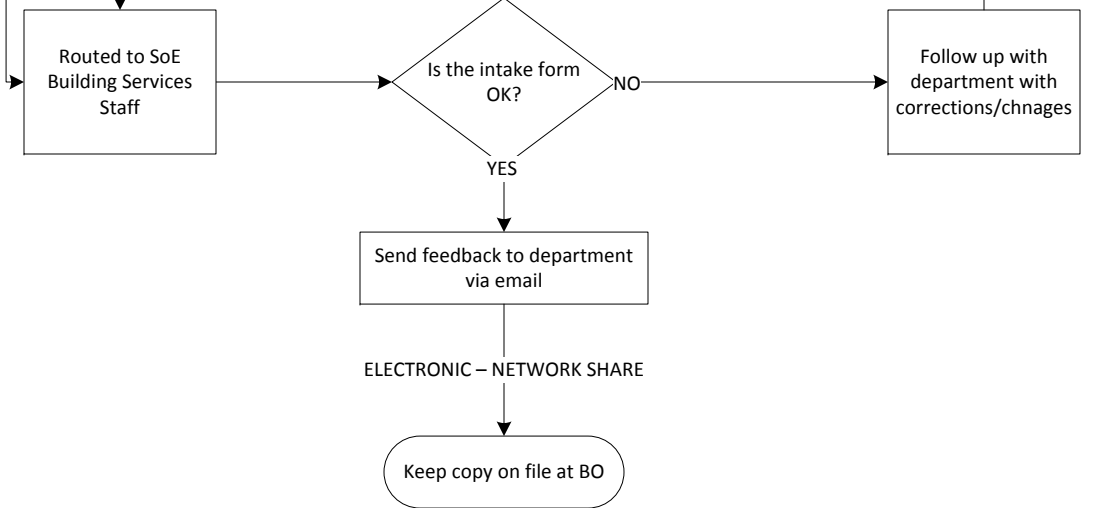 Routed to SoE
Building Services
Staff
Is the intake form
OK?
NO
Follow up with
department with
corrections/chnages
YES
Send feedback to department
via email
ELECTRONIC – NETWORK SHARE
Keep copy on file at BO